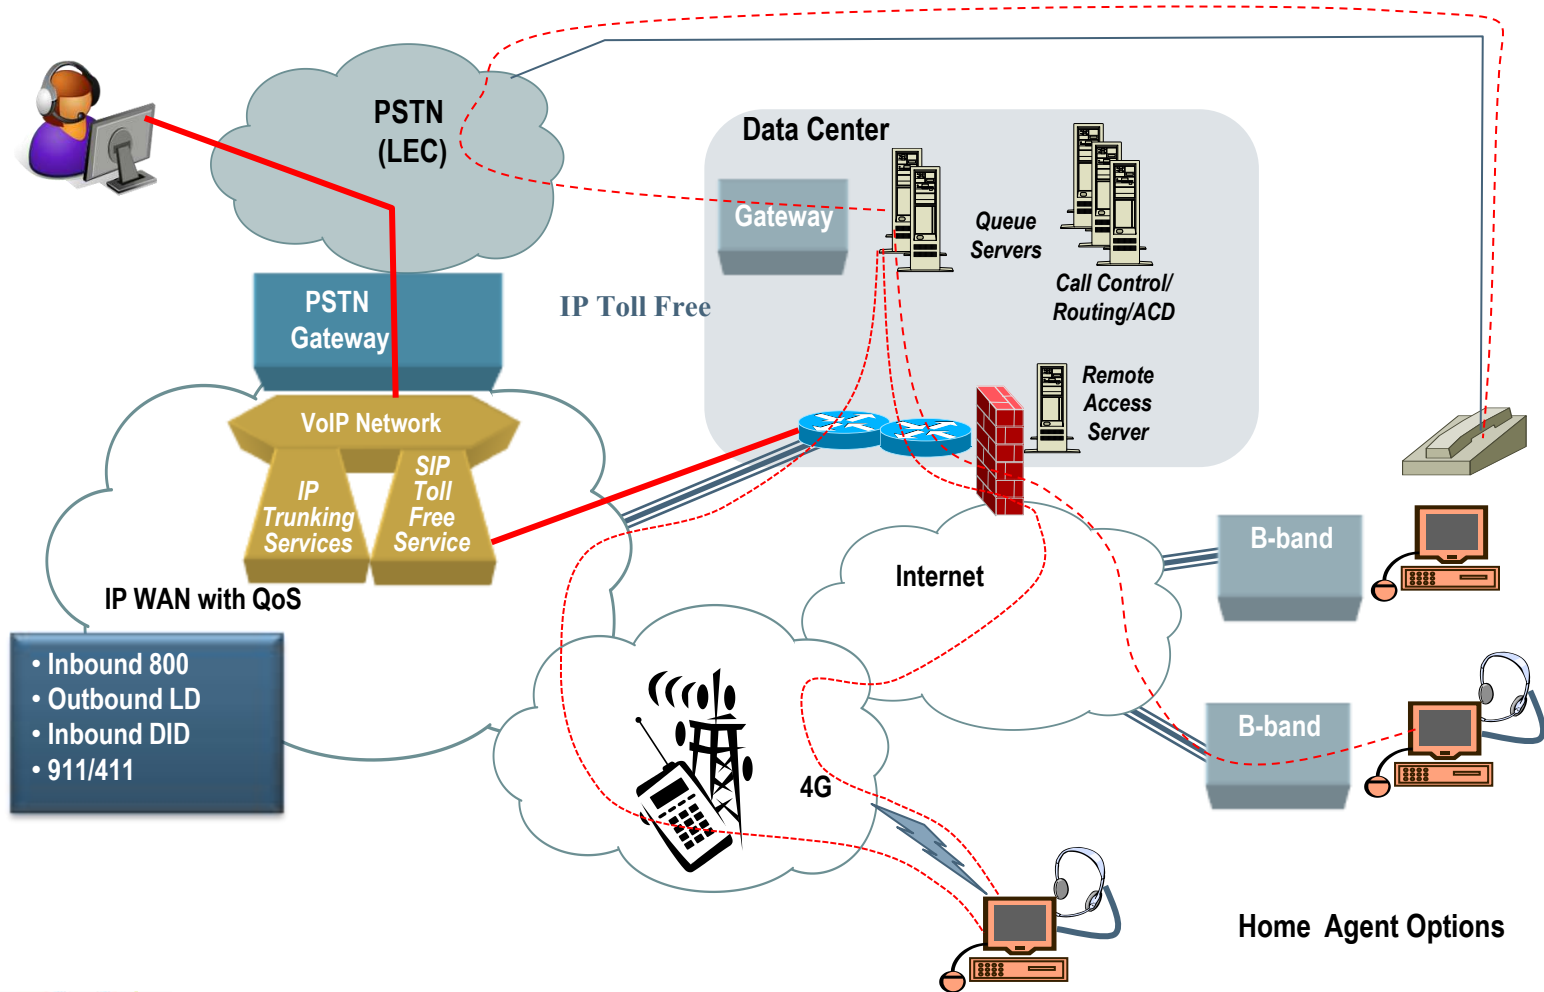 PSTN
(LEC)
Data Center
Gateway
Queue
Servers
Call Control/
Routing/ACD
PSTN
Gateway
IP Toll Free
Remote
Access
Server
VoIP Network
IP
Trunking
Services
SIP
Toll
Free
Service
B-band
Internet
IP WAN with QoS
• Inbound 800
• Outbound LD
• Inbound DID
• 911/411
B-band
4G
Home Agent Options